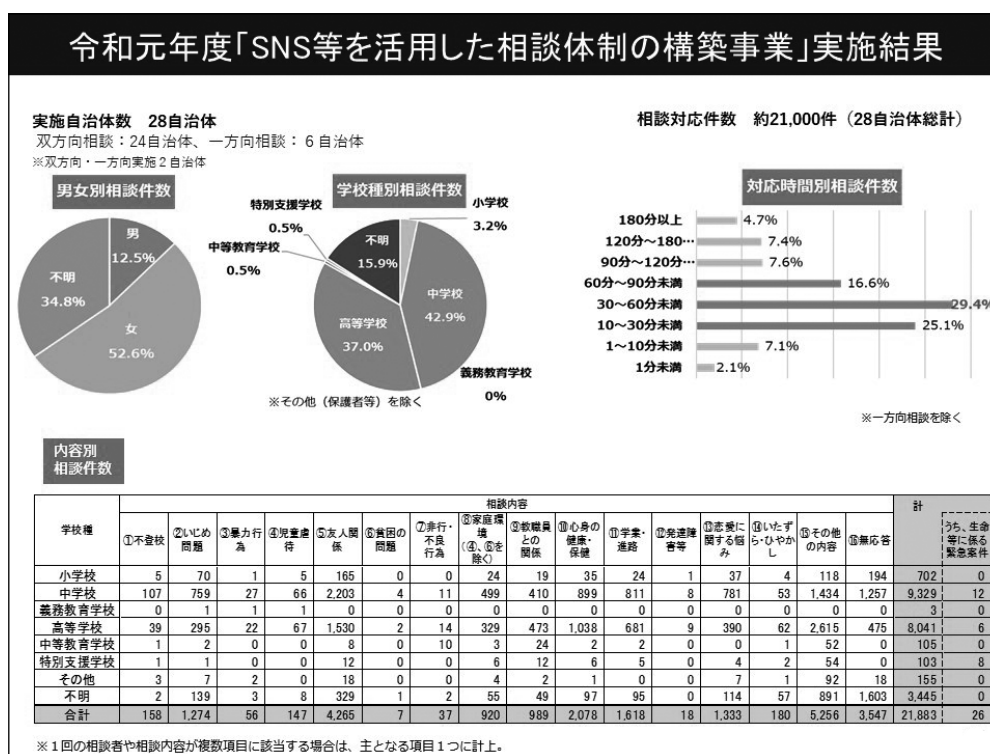 令和元年度「SNS等を活用した相談体制の構築事業」実施結果
実施自治体数 28自治体
双方向相談：24自治体、一方向相談： 6 自治体
※双方向・一方向実施２自治体
相談対応件数 約21,000件（28自治体総計）
男女別相談件数
男
12.5%
女
52.6%
不明
34.8%
学校種別相談件数
小学校
3.2%
中学校
42.9%
義務教育学校
0%
高等学校
37.0%
中等教育学校
0.5%
特別支援学校
0.5%
不明
15.9%
※その他（保護者等）を除く
対応時間別相談件数
180分以上 4.7%
120分～180… 7.4%
90分～120分… 7.6%
60分～90分未満 16.6%
30～60分未満 29.4%
10～30分未満 25.1%
1～10分未満 7.1%
1分未満 2.1%
※一方向相談を除く
内容別
相談件数
学校種 相談内容 計
①不登校 ②いじめ問題 ③暴力行為 ④児童虐待 ⑤友人関係 ⑥貧困の問題 ⑦非行・不良行為 ⑧家庭環境（④、⑥を除く） ⑨教職員との関係 ⑩心身の健康・保健 ⑪学業・進路 ⑫発達障害等 ⑬恋愛に関する悩み ⑭いたずら・ひやかし ⑮その他の内容 ⑯無応答 うち、生命等に係る緊急案件
小学校 5 70 1 5 165 0 0 24 19 35 24 1 37 4 118 194 702 0
中学校 107 759 27 66 2,203 4 11 499 410 899 811 8 781 53 1,434 1,257 9,329 12
義務教育学校 0 1 1 1 0 0 0 0 0 0 0 0 0 0 0 0 3 0
高等学校 39 295 22 67 1,530 2 14 329 473 1,038 681 9 390 62 2,615 475 8,041 6
中等教育学校 1 2 0 0 8 0 10 3 24 2 2 0 0 1 52 0 105 0
特別支援学校 1 1 0 0 12 0 0 6 12 6 5 0 4 2 54 0 103 8
その他 3 7 2 0 18 0 0 4 2 1 0 0 7 1 92 18 155 0
不明 2 139 3 8 329 1 2 55 49 97 95 0 114 57 891 1,603 3,445 0
合計 158 1,274 56 147 4,265 7 37 920 989 2,078 1,618 18 1,333 180 5,256 3,547 21,883 26
※１回の相談者や相談内容が複数項目に該当する場合は、主となる項目１つに計上。